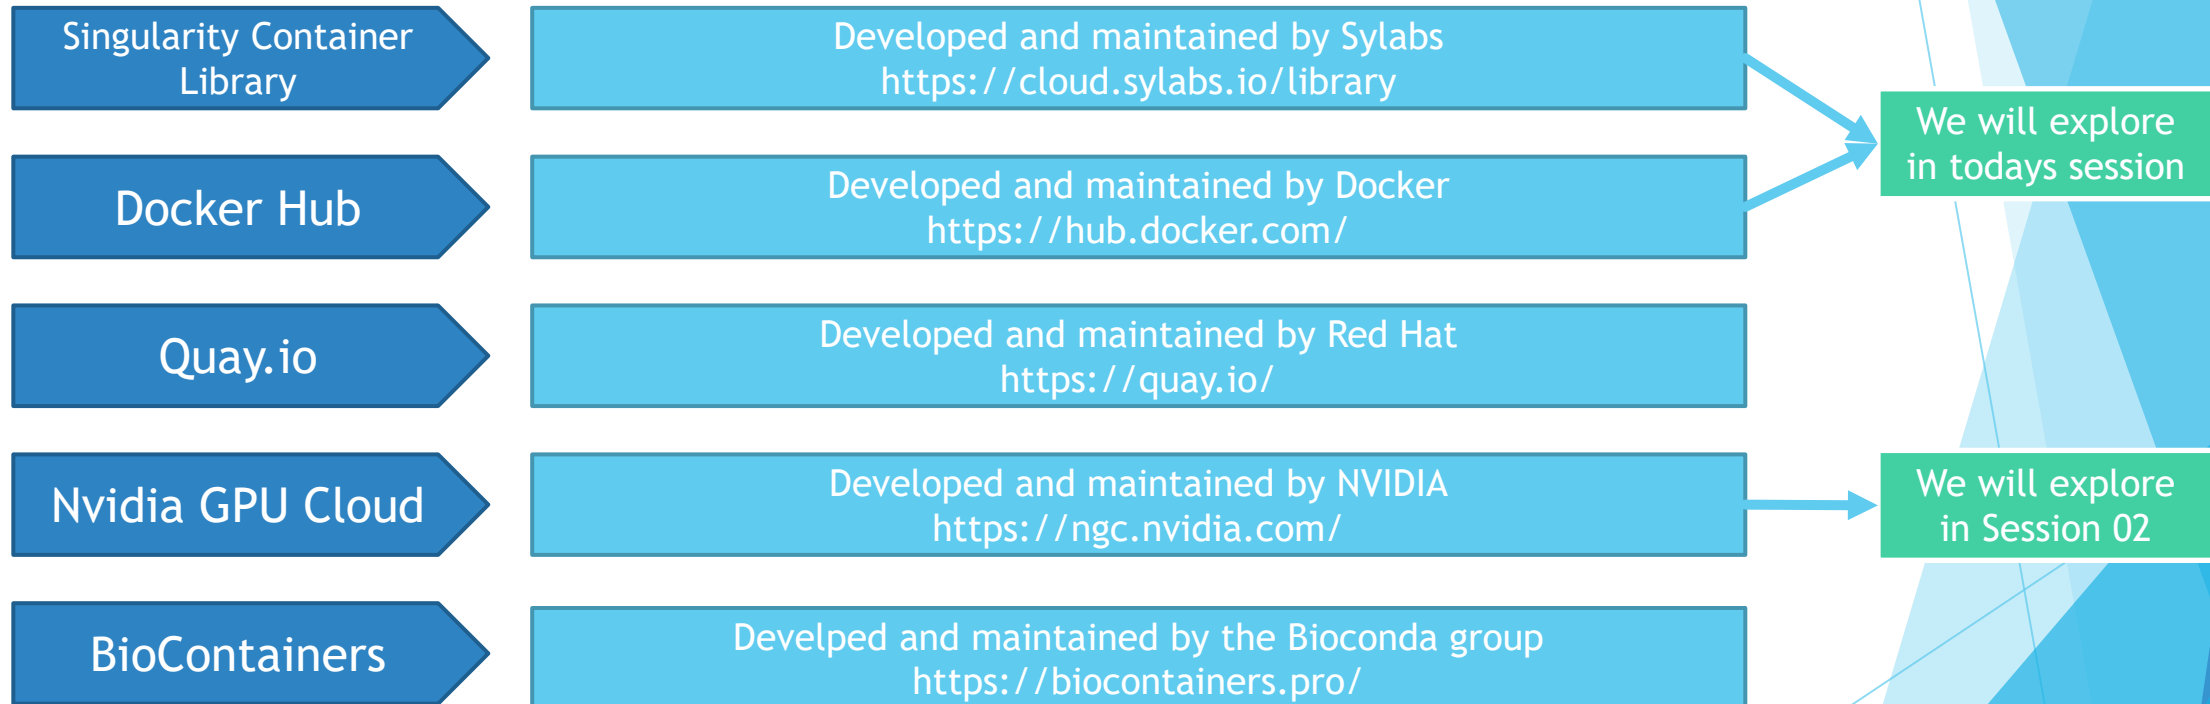 Singularity Container
Library
Developed and maintained by Sylabs
https://cloud.sylabs.io/library
We will explore
in todays session
Docker Hub
Developed and maintained by Docker
https://hub.docker.com/
Quay.io
Developed and maintained by Red Hat
https://quay.io/
Nvidia GPU Cloud
Developed and maintained by NVIDIA
https://ngc.nvidia.com/
We will explore
in Session 02
BioContainers
Develped and maintained by the Bioconda group
https://biocontainers.pro/